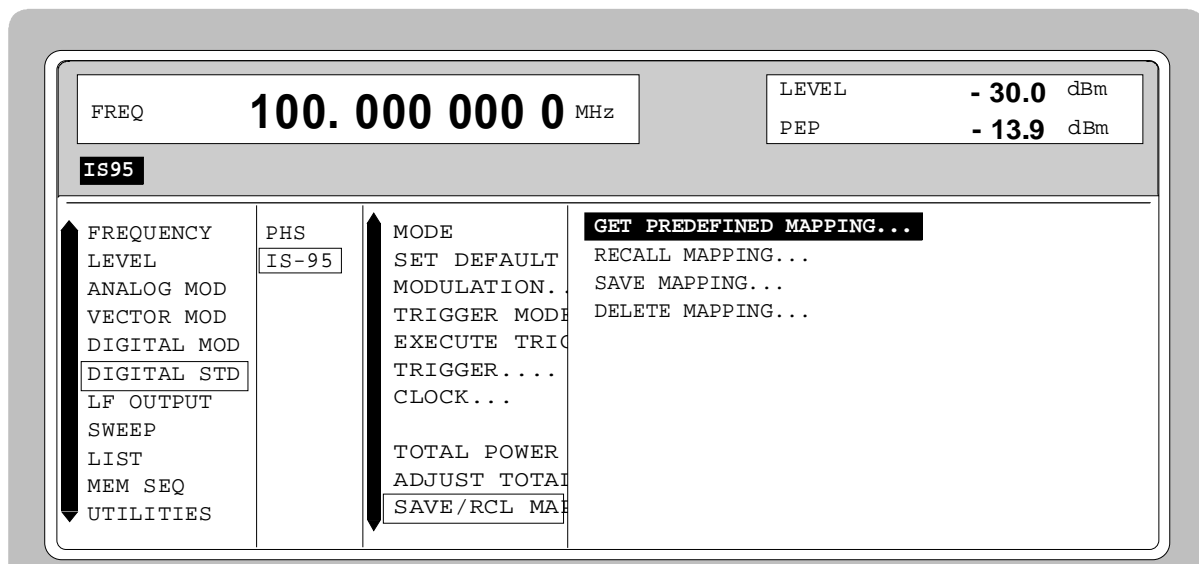 FREQ 100. 000 000 0 MHz
LEVEL - 30.0 dBm
PEP - 13.9 dBm
IS95
FREQUENCY
LEVEL
ANALOG MOD
VECTOR MOD
DIGITAL MOD
DIGITAL STD
LF OUTPUT
SWEEP
LIST
MEM SEQ
UTILITIES
PHS
IS-95
MODE
SET DEFAULT
MODULATION..
TRIGGER MODE
EXECUTE TRIG
TRIGGER....
CLOCK...
TOTAL POWER
ADJUST TOTAL
SAVE/RCL MAP
GET PREDEFINED MAPPING...
RECALL MAPPING...
SAVE MAPPING...
DELETE MAPPING...